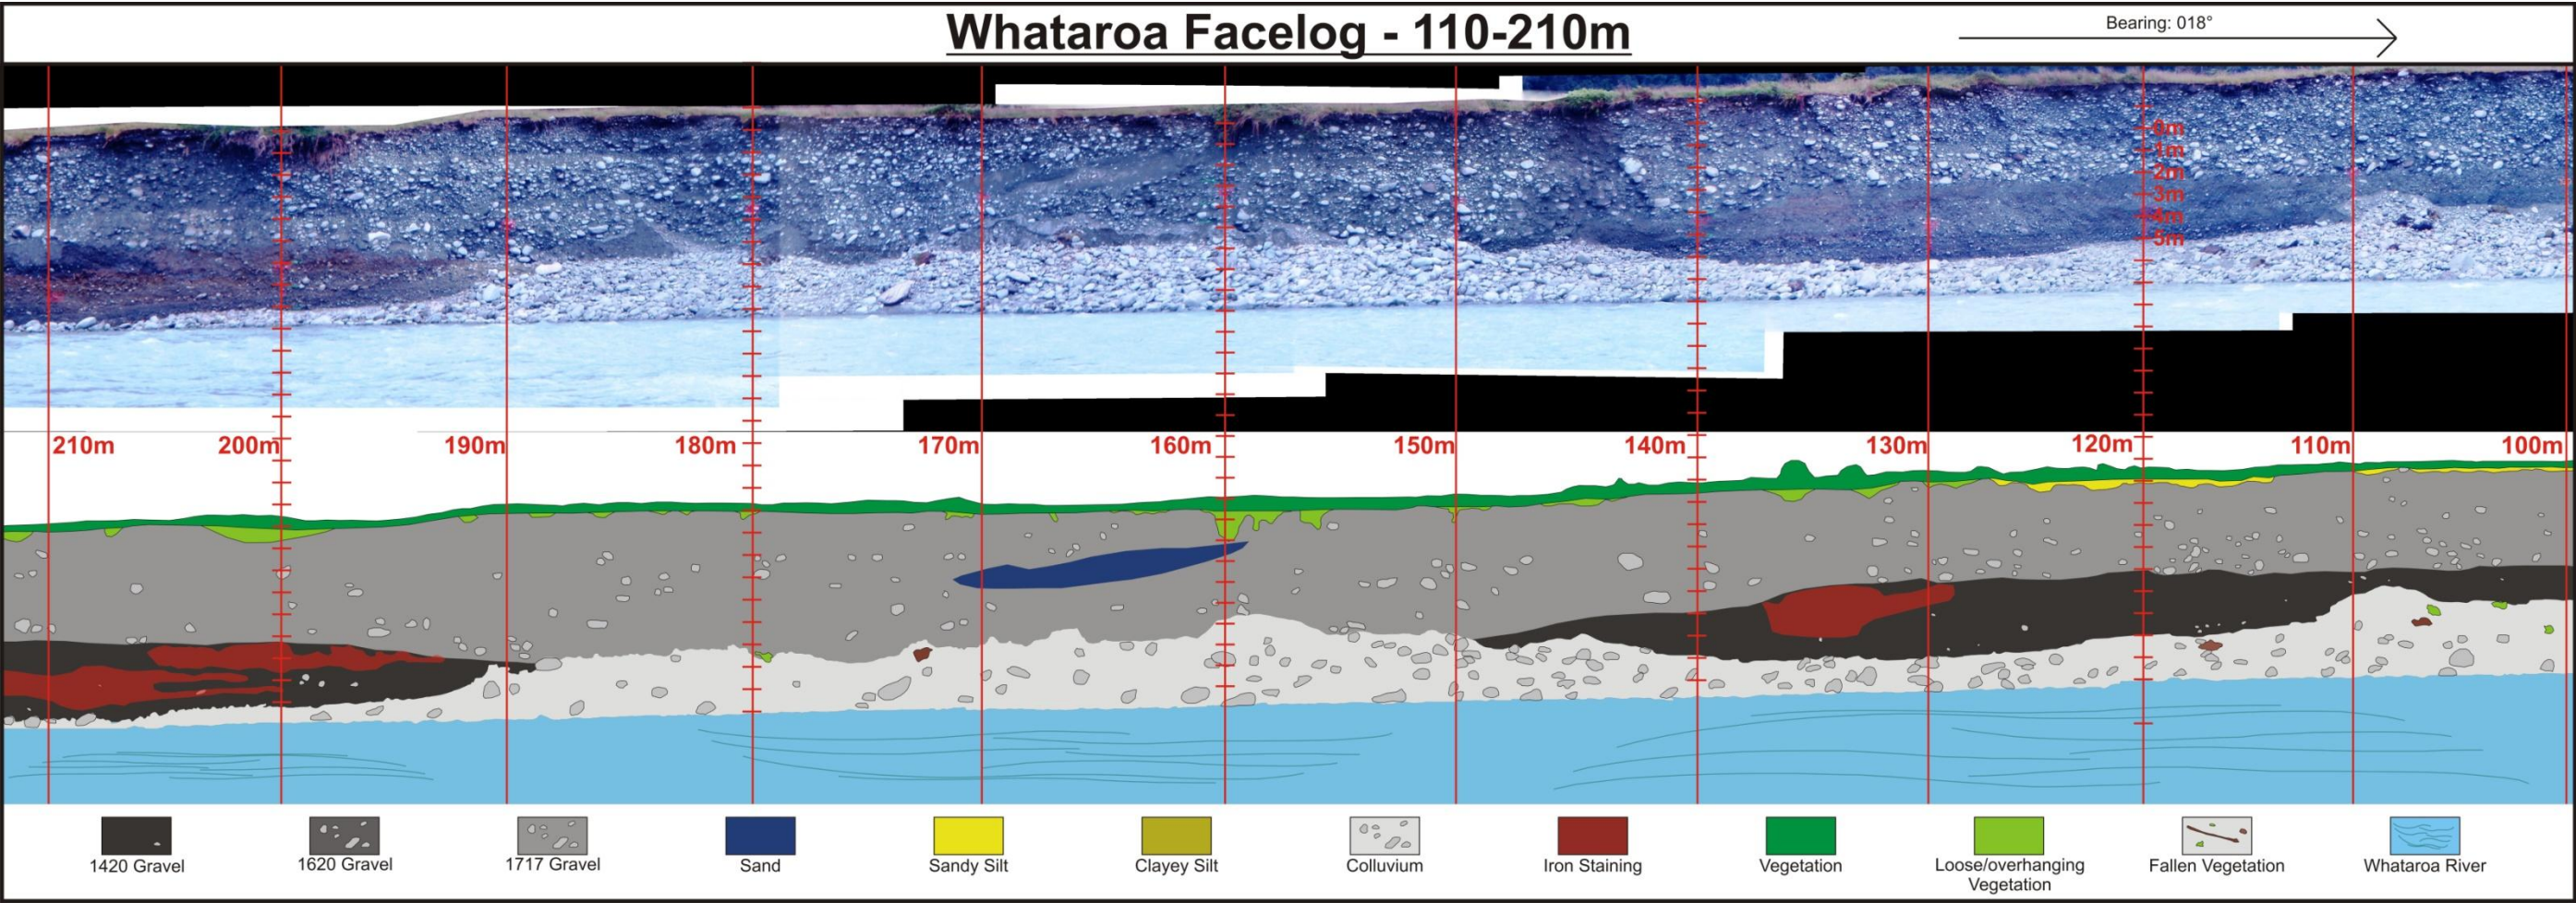 Whataroa Facelog - 110-210m
Bearing: 018°
0m
1m
2m
3m
4m
5m
210m 200m 190m 180m 170m 160m 150m 140m 130m 120m 110m 100m
1420 Gravel 1620 Gravel 1717 Gravel Sand Sandy Silt Clayey Silt Colluvium Iron Staining Vegetation Loose/overhanging Fallen Vegetation Whataroa River
Vegetation